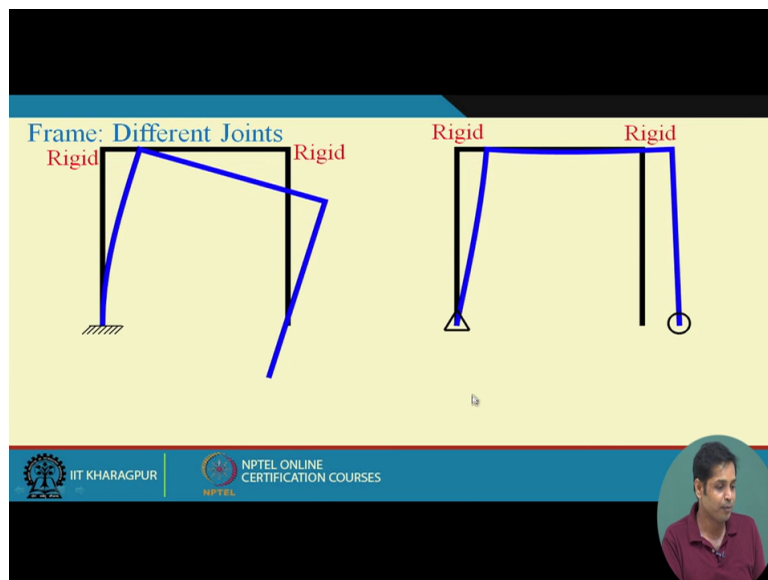 Frame: Different Joints
Rigid
Rigid
Rigid
Rigid
IIT KHARAGPUR
NPTEL
NPTEL ONLINE
CERTIFICATION COURSES